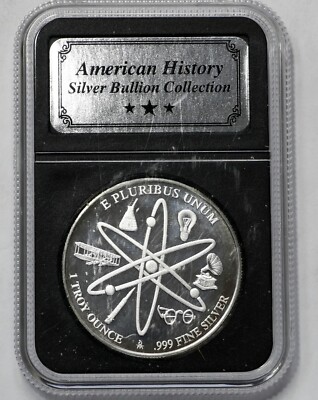 American History
Silver Bullion Collection
E PLURIBUS UNUM
1 TROY OUNCE
.999 FINE SILVER